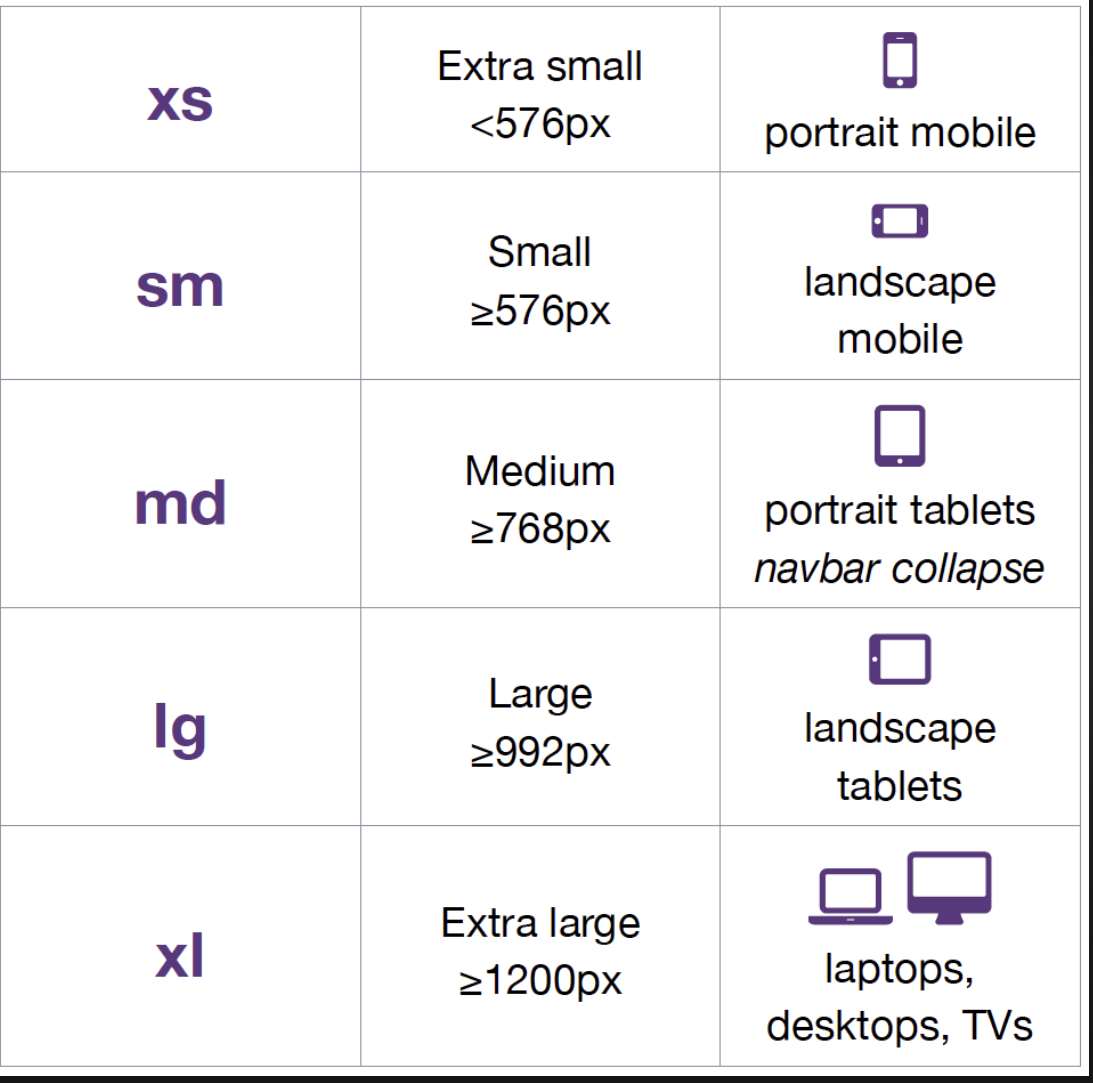 xs
Extra small
<576px
portrait mobile
sm
Small
≥576px
landscape
mobile
md
Medium
≥768px
portrait tablets
navbar collapse
lg
Large
≥992px
landscape
tablets
xl
Extra large
≥1200px
laptops,
desktops, TVs